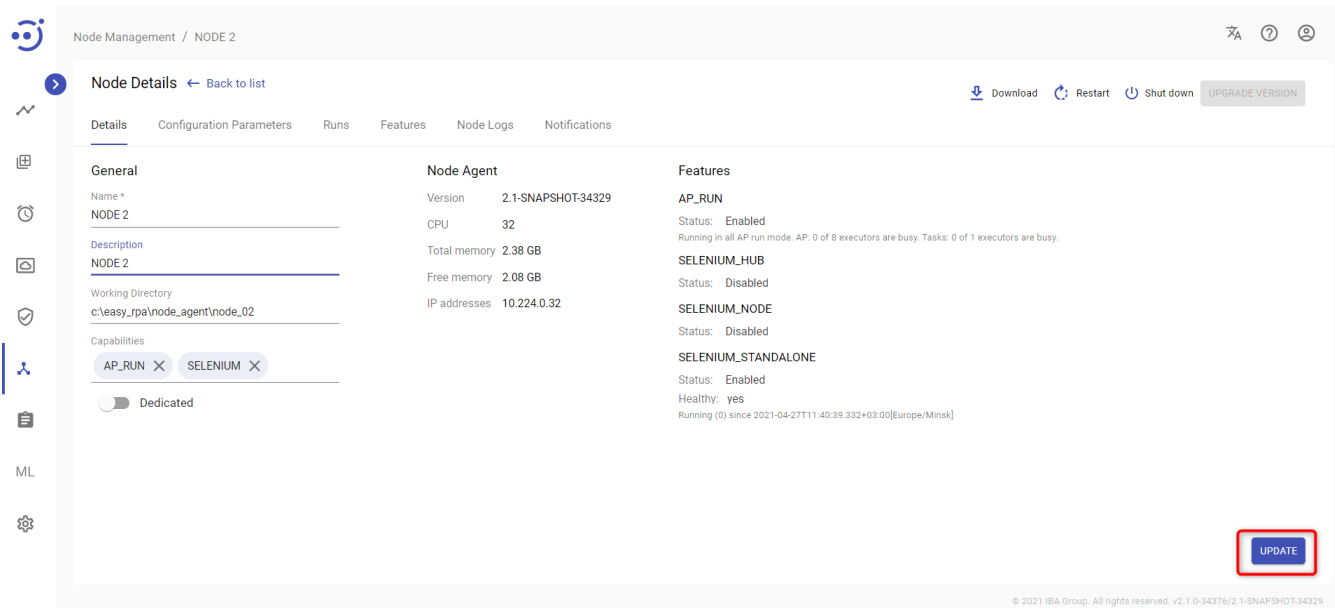 Node Management / NODE 2
Node Details ← Back to list
Download Restart Shut down UPGRADE VERSION
Details Configuration Parameters Runs Features Node Logs Notifications
General
Name *
NODE 2
Description
NODE 2
Working Directory
c:\easy_rpa\node_agent\node_02
Capabilities
AP_RUN SELENIUM
Dedicated
Node Agent
Version 2.1-SNAPSHOT-34329
CPU 32
Total memory 2.38 GB
Free memory 2.08 GB
IP addresses 10.224.0.32
Features
AP_RUN
Status: Enabled
Running in all AP run mode. AP: 0 of 8 executors are busy. Tasks: 0 of 1 executors are busy.
SELENIUM_HUB
Status: Disabled
SELENIUM_NODE
Status: Disabled
SELENIUM_STANDALONE
Status: Enabled
Healthy: yes
Running (0) since 2021-04-27T11:40:39.332+03:00[Europe/Minsk]
ML
UPDATE
© 2021 IBA Group. All rights reserved. v2.1.0-34376/2.1-SNAPSHOT-34329